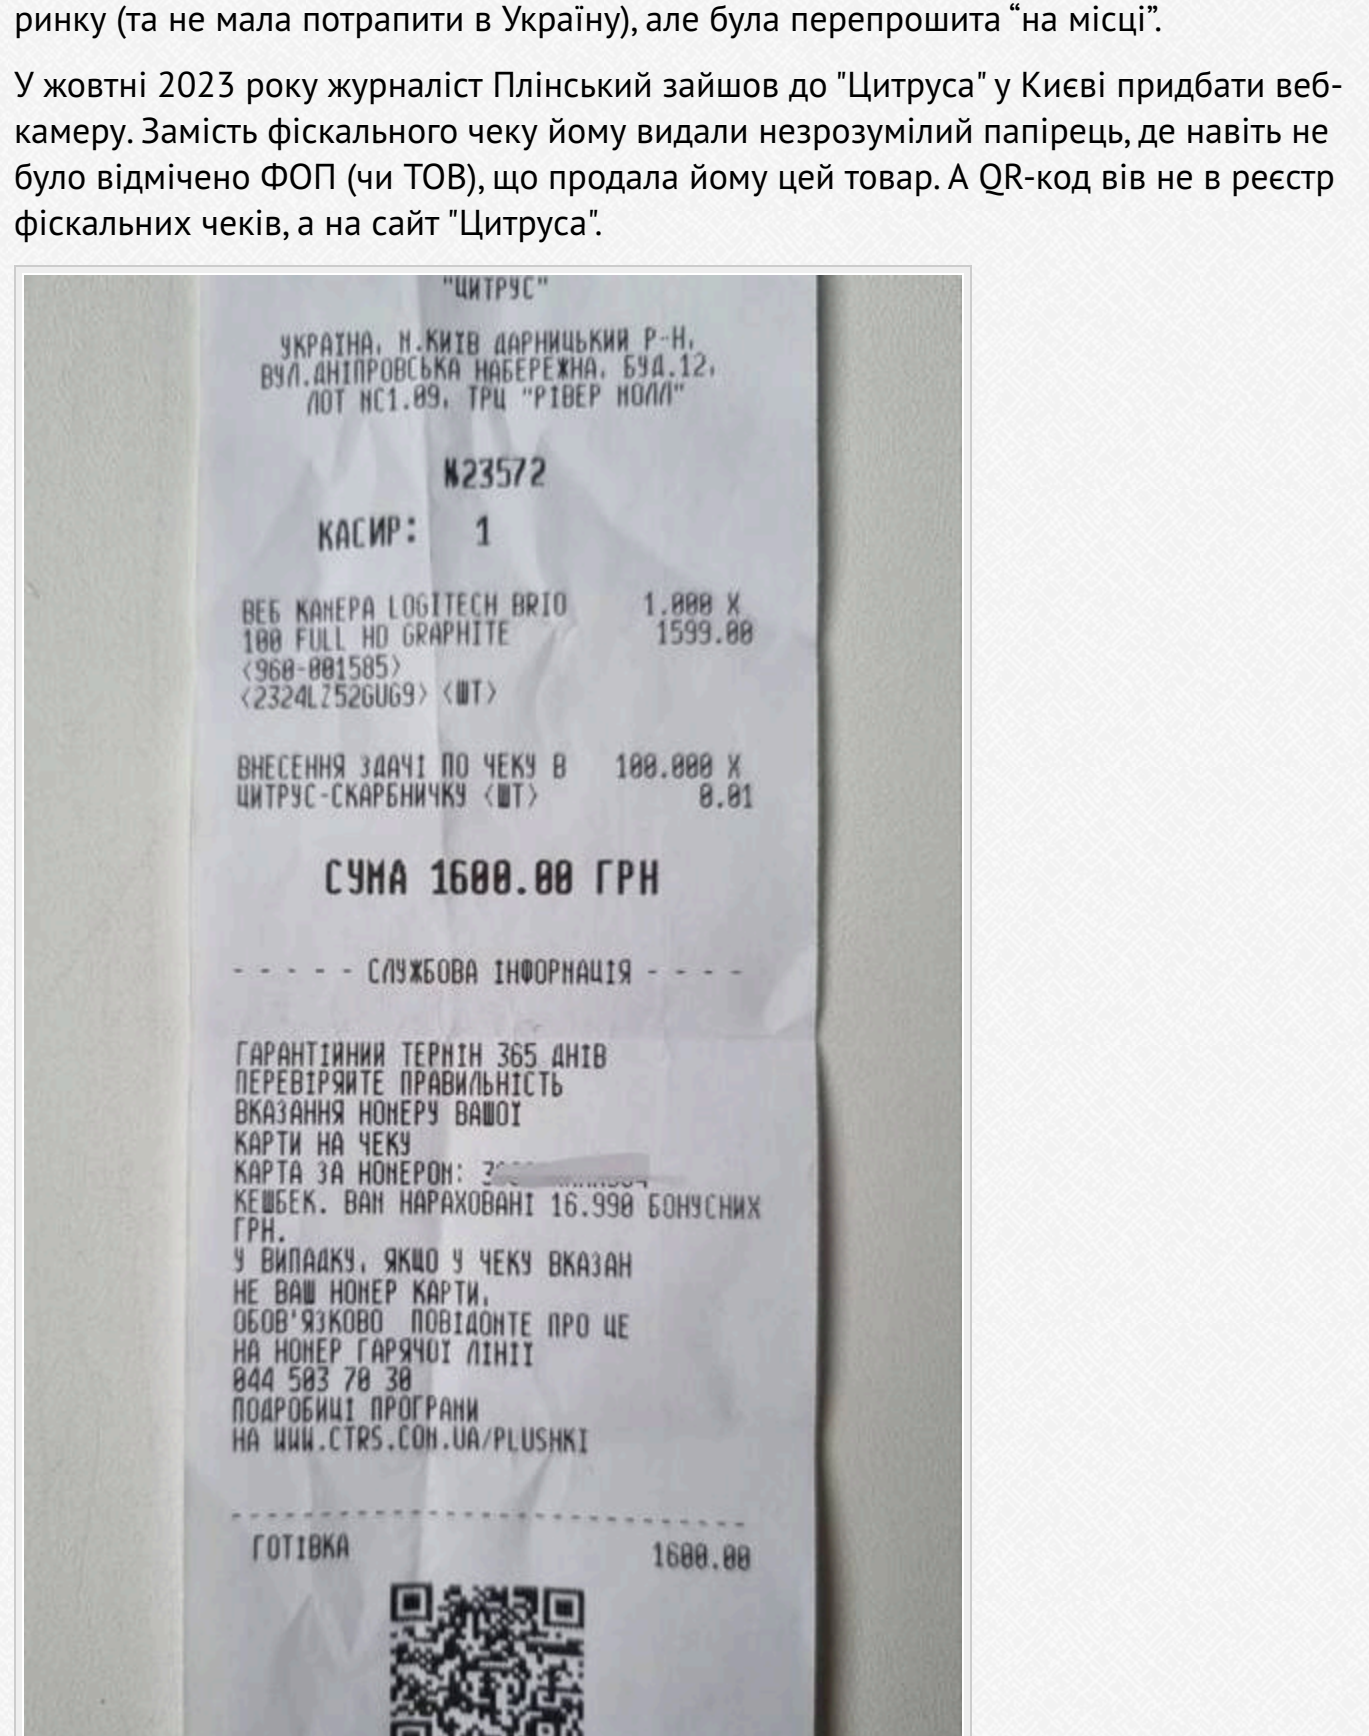 ринку (та не мала потрапити в Україну), але була перепрошита “на місці”.
У жовтні 2023 року журналіст Плінський зайшов до "Цитруса" у Києві придбати веб-
камеру. Замість фіскального чеку йому видали незрозумілий папірець, де навіть не
було відмічено ФОП (чи ТОВ), що продала йому цей товар. А QR-код вів не в реєстр
фіскальних чеків, а на сайт "Цитруса".
"ЦИТРУС"
УКРАЇНА, М.КИЇВ ДАРНИЦЬКИЙ Р-Н,
ВУЛ.ДНІПРОВСЬКА НАБЕРЕЖНА, БУД.12,
ЛОТ МС1.09, ТРЦ "РІВЕР МОЛЛ"
№23572
КАСИР: 1
ВЕБ КАМЕРА LOGITECH BRIO 1.000 X
100 FULL HD GRAPHITE 1599.00
<960-001585>
<2324LZ52GUG9> <ШТ>
ВНЕСЕННЯ ЗДАЧІ ПО ЧЕКУ В 100.000 X
ЦИТРУС-СКАРБНИЧКУ <ШТ> 0.01
СУМА 1600.00 ГРН
- - - - - СЛУЖБОВА ІНФОРМАЦІЯ - - - -
ГАРАНТІЙНИЙ ТЕРМІН 365 ДНІВ
ПЕРЕВІРЯЙТЕ ПРАВИЛЬНІСТЬ
ВКАЗАННЯ НОМЕРУ ВАШОЇ
КАРТИ НА ЧЕКУ
КАРТА ЗА НОМЕРОМ:
КЕШБЕК. ВАМ НАРАХОВАНІ 16.990 БОНУСНИХ
ГРН.
У ВИПАДКУ, ЯКЩО У ЧЕКУ ВКАЗАН
НЕ ВАШ НОМЕР КАРТИ,
ОБОВ'ЯЗКОВО ПОВІДОМТЕ ПРО ЦЕ
НА НОМЕР ГАРЯЧОЇ ЛІНІЇ
044 503 70 30
ПОДРОБИЦІ ПРОГРАМИ
НА WWW.CTRS.COM.UA/PLUSHKI
ГОТІВКА 1600.00